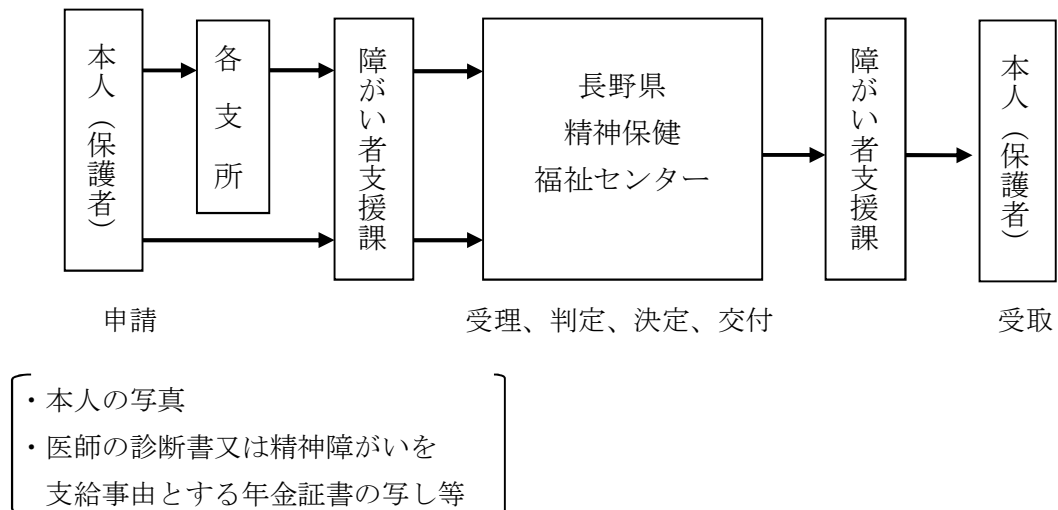 本人（保護者）
各支所
障がい者支援課
長野県
精神保健
福祉センター
障がい者支援課
本人（保護者）
申請
受理、判定、決定、交付
受取
・本人の写真
・医師の診断書又は精神障がいを
支給事由とする年金証書の写し等